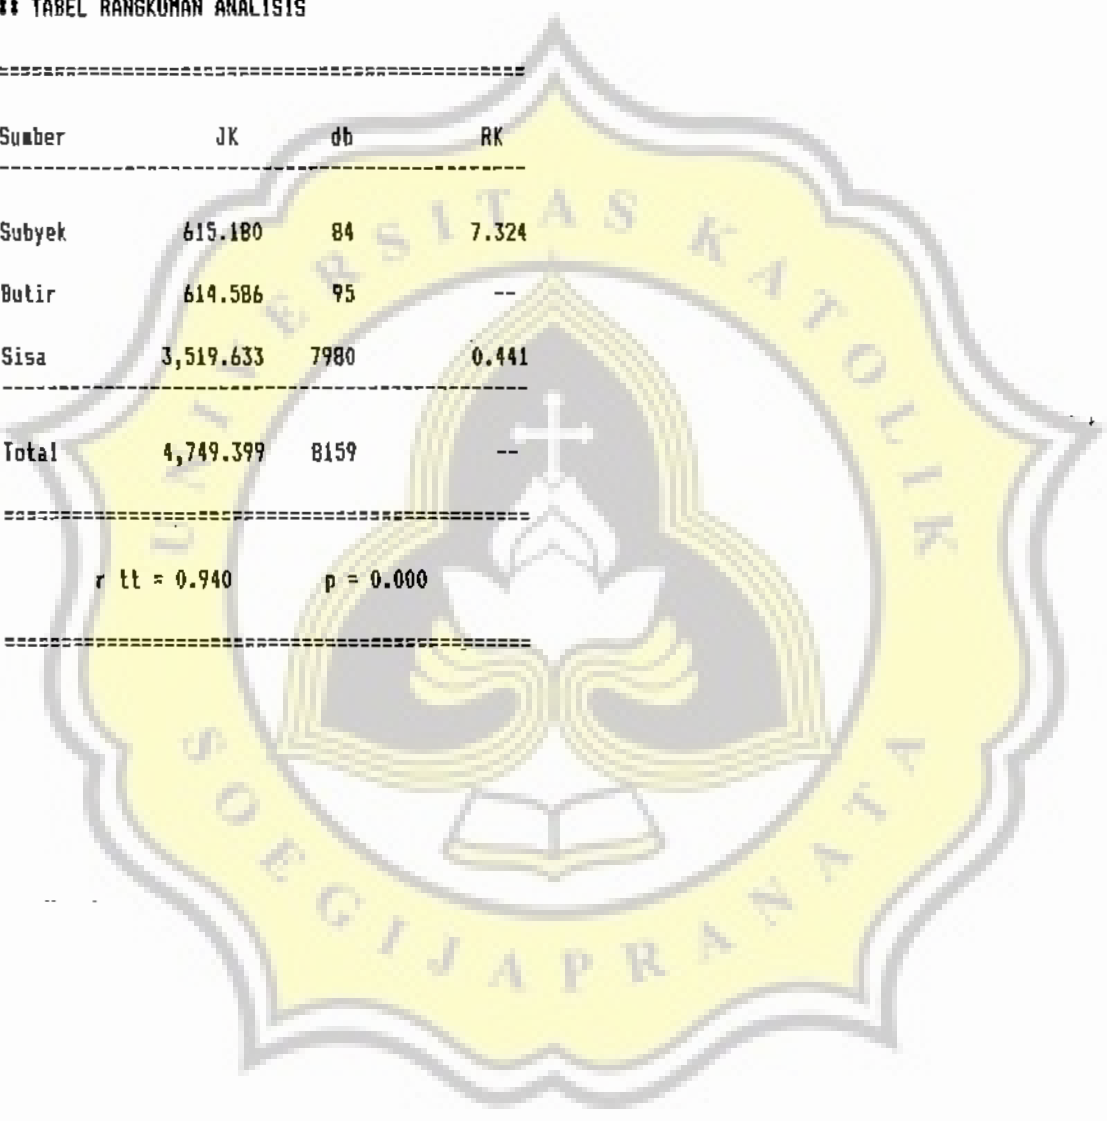 ** TABEL RANGKUMAN ANALISIS
=====================================================
Sumber JK db RK
-----------------------------------------------------
Subyek 615.180 84 7.324
Butir 614.586 95 --
Sisa 3,519.633 7980 0.441
-----------------------------------------------------
Total 4,749.399 8159 --
=====================================================
r tt = 0.940 p = 0.000
=====================================================
UNIVERSITAS KATOLIK
SOEGIJAPRANATA